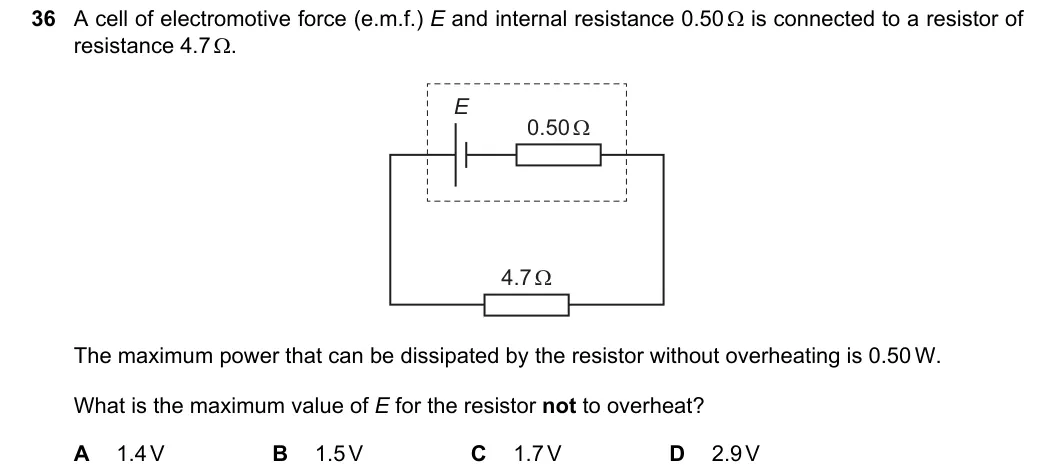 36 A cell of electromotive force (e.m.f.) E and internal resistance 0.50 Ω is connected to a resistor of
resistance 4.7 Ω.
E
0.50 Ω
4.7 Ω
The maximum power that can be dissipated by the resistor without overheating is 0.50 W.
What is the maximum value of E for the resistor not to overheat?
A 1.4 V B 1.5 V C 1.7 V D 2.9 V